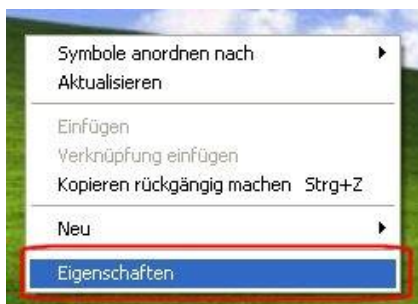 Symbole anordnen nach
Aktualisieren
Einfügen
Verknüpfung einfügen
Kopieren rückgängig machen Strg+Z
Neu
Eigenschaften